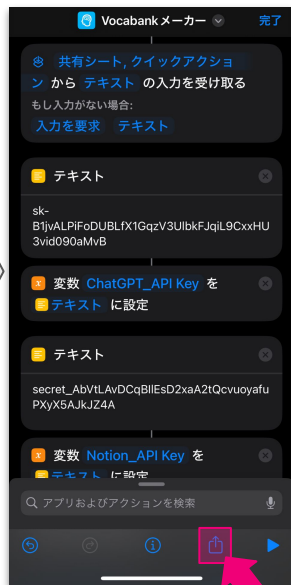 Vocabankメーカー
完了
共有シート, クイックアクショ
ン から テキスト の入力を受け取る
もし入力がない場合:
入力を要求 テキスト
テキスト
sk-
B1jvALPiFoDUBLfX1GqzV3UlbkFJqiL9CxxHU
3vid090aMvB
変数 ChatGPT_API Key を
テキスト に設定
テキスト
secret_AbVtLAvDCqBIlEsD2xaA2tQcvuoyafu
PXyX5AJkJZ4A
変数 Notion_API Key を
テキスト に設定
アプリおよびアクションを検索